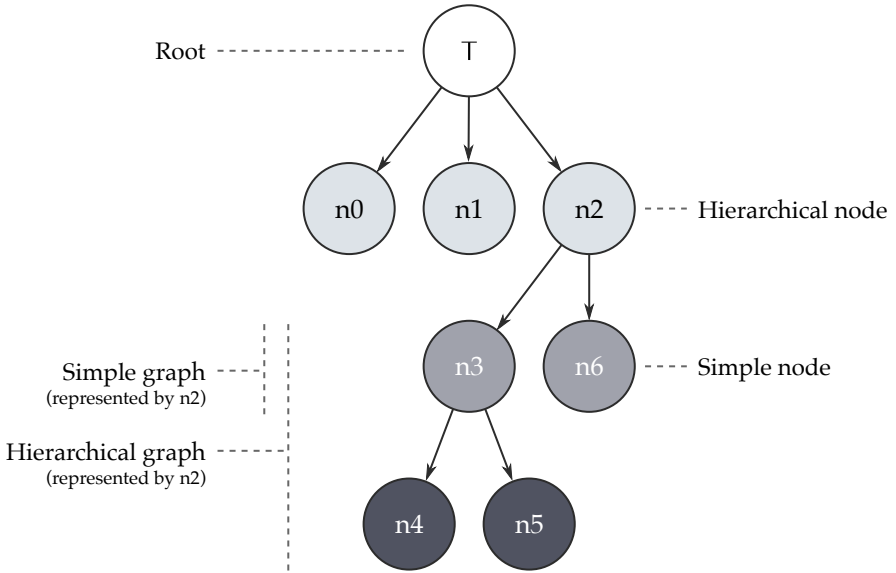 Root
T
n0
n1
n2
Hierarchical node
n3
n6
Simple node
Simple graph
(represented by n2)
Hierarchical graph
(represented by n2)
n4
n5